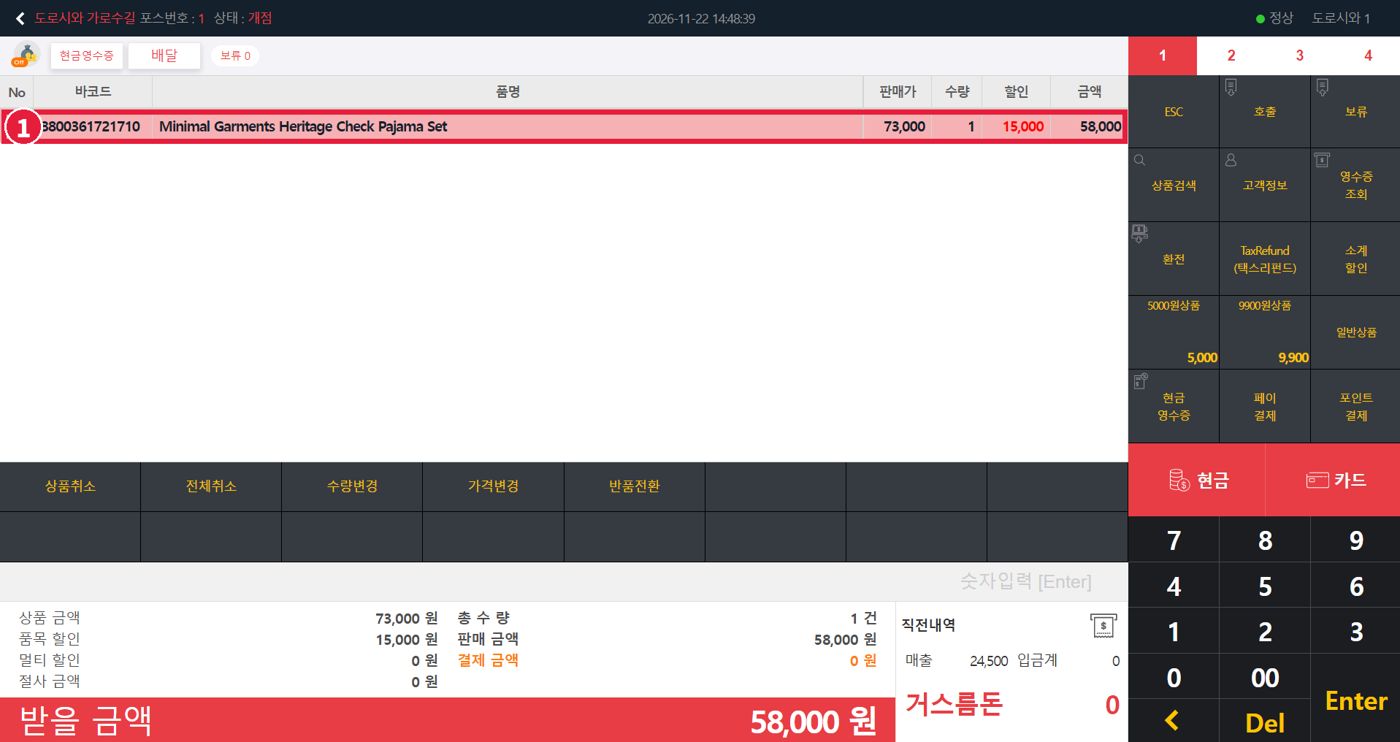 도로시와 가로수길 포스번호 : 1 상태 : 개점 2026-11-22 14:48:39 정상 도로시와 1
Off 현금영수증 배달 보류 0 1 2 3 4
No 바코드 품명 판매가 수량 할인 금액
1 3800361721710 Minimal Garments Heritage Check Pajama Set 73,000 1 15,000 58,000
ESC 호출 보류
상품검색 고객정보 영수증
조회
환전 TaxRefund
(택스리펀드) 소계
할인
5000원상품 9900원상품 일반상품
5,000 9,900
현금
영수증 페이
결제 포인트
결제
상품취소 전체취소 수량변경 가격변경 반품전환
현금 카드
숫자입력 [Enter]
7 8 9
4 5 6
1 2 3
0 00 Enter
Del
상품 금액 73,000 원 총 수 량 1 건
품목 할인 15,000 원 판매 금액 58,000 원
멀티 할인 0 원 결제 금액 0 원
절사 금액 0 원
받을 금액 58,000 원
직전내역
매출 24,500 입금계 0
거스름돈 0